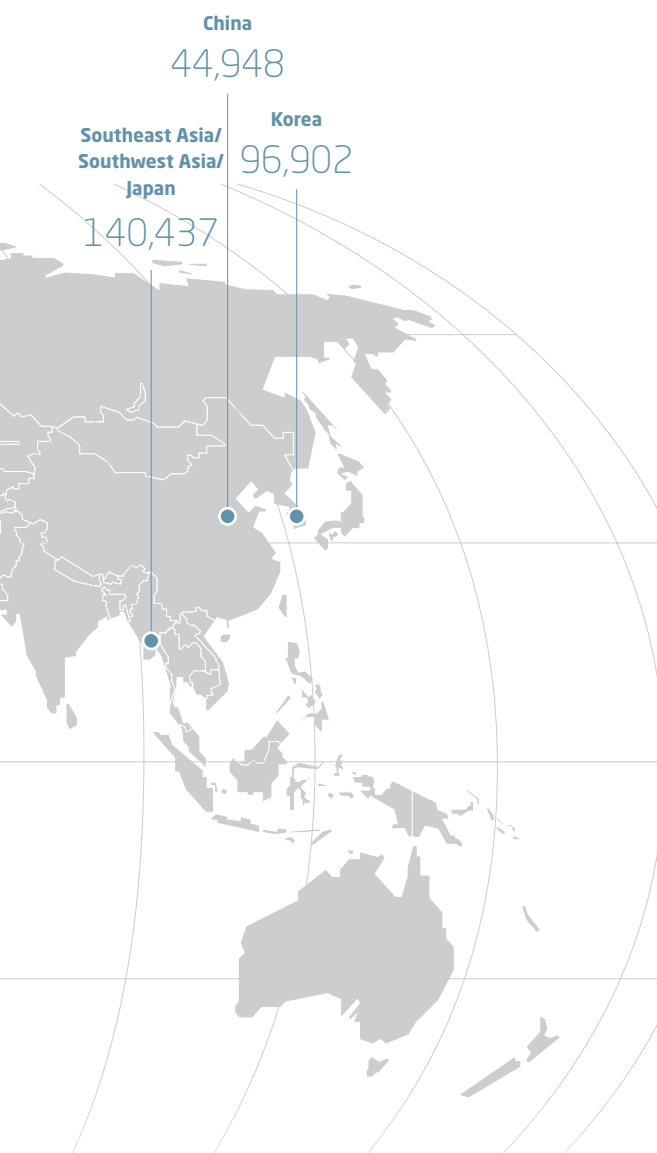 China
44,948
Korea
96,902
Southeast Asia/
Southwest Asia/
Japan
140,437